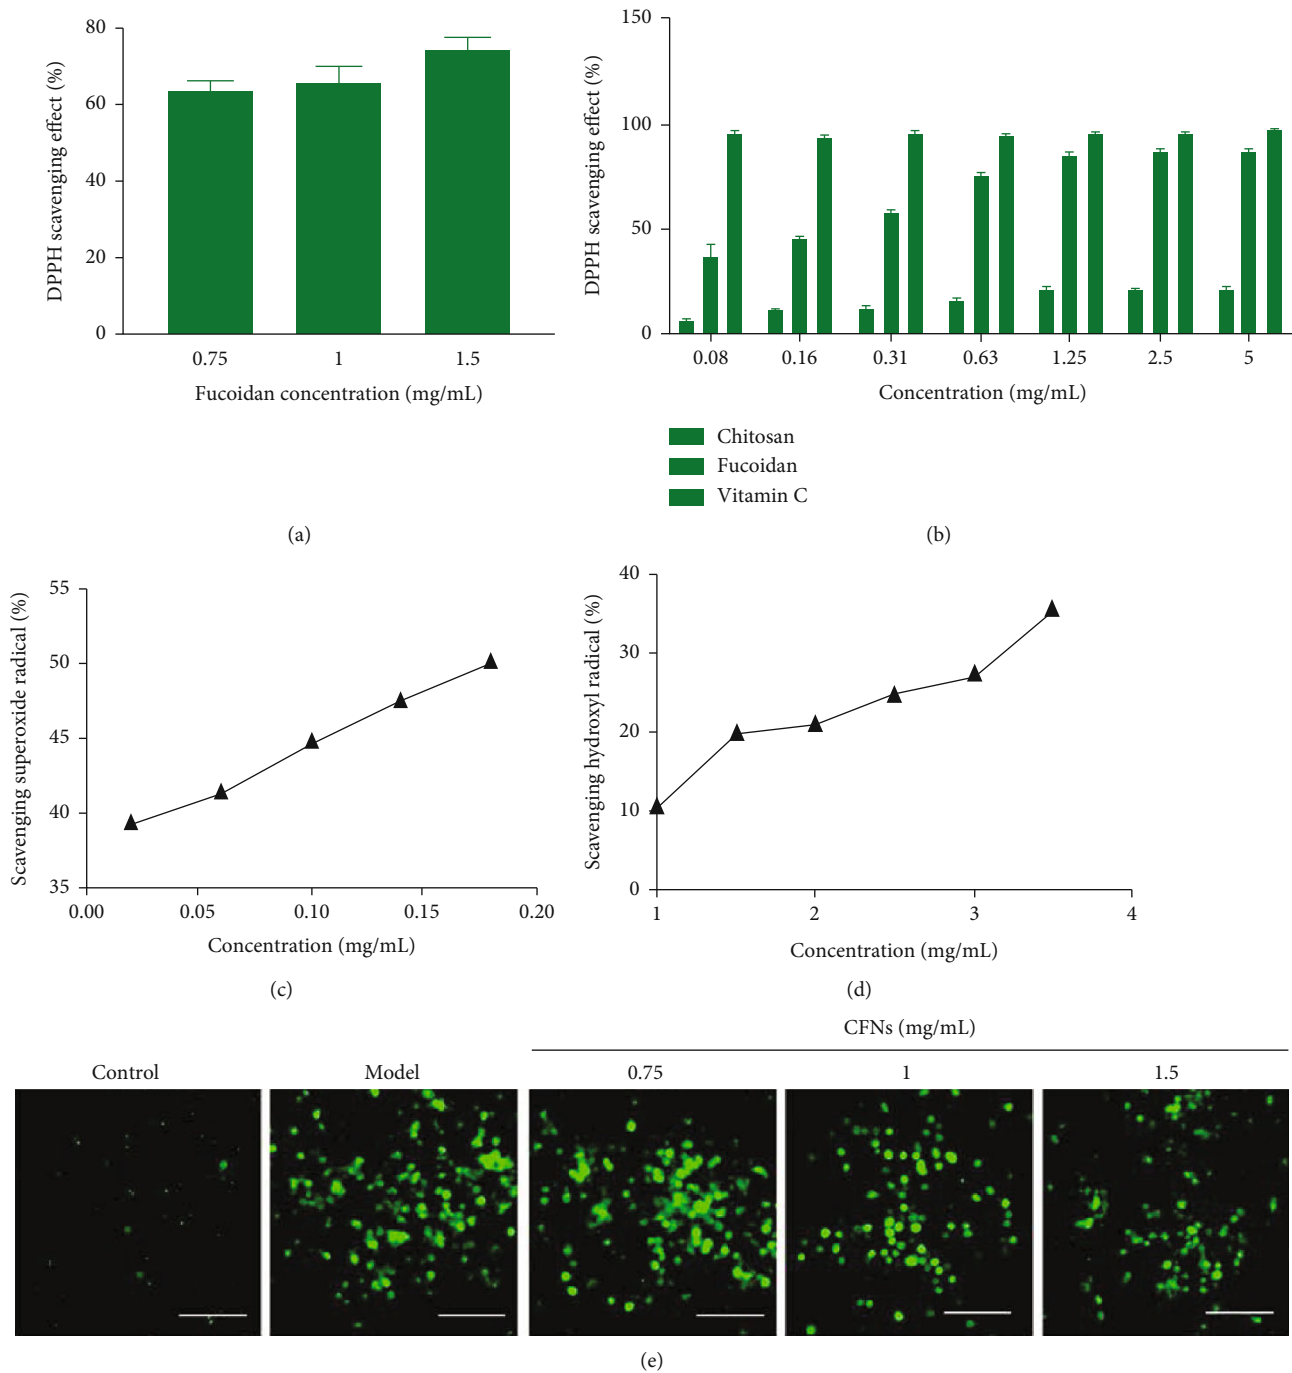 80
60
40
20
0
DPPH scavenging effect (%)
0.75 1 1.5
Fucoidan concentration (mg/mL)
(a)
150
100
50
0
DPPH scavenging effect (%)
0.08 0.16 0.31 0.63 1.25 2.5 5
Concentration (mg/mL)
Chitosan
Fucoidan
Vitamin C
(b)
55
50
45
40
35
Scavenging superoxide radical (%)
0.00 0.05 0.10 0.15 0.20
Concentration (mg/mL)
(c)
40
30
20
10
0
Scavenging hydroxyl radical (%)
1 2 3 4
Concentration (mg/mL)
(d)
CFNs (mg/mL)
Control Model 0.75 1 1.5
(e)